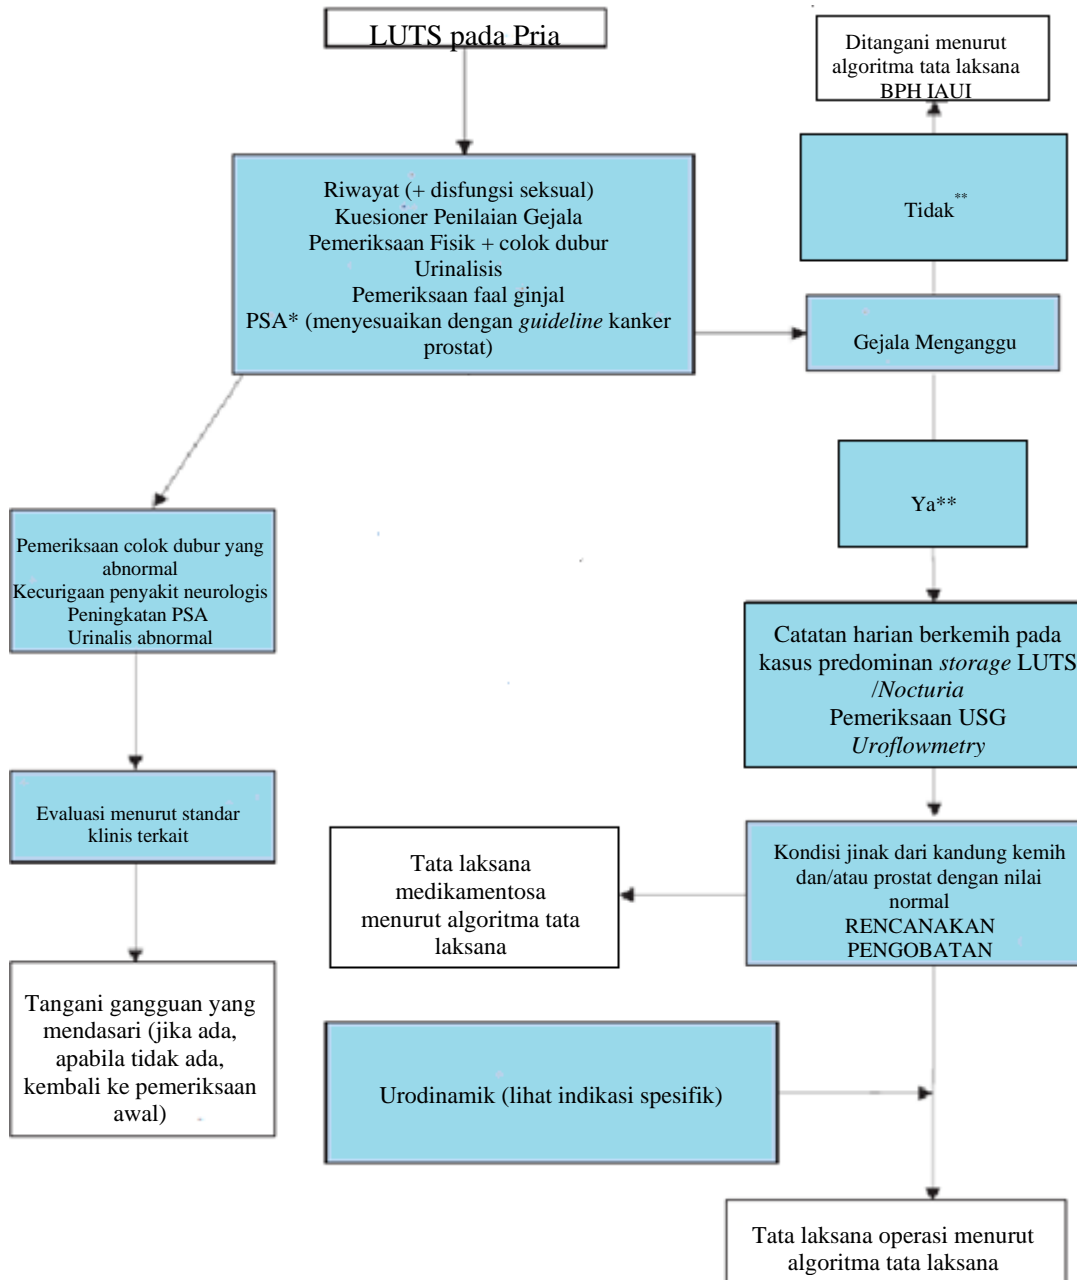 LUTS pada Pria
Ditangani menurut
algoritma tata laksana
BPH IAUI
Riwayat (+ disfungsi seksual)
Kuesioner Penilaian Gejala
Pemeriksaan Fisik + colok dubur
Urinalisis
Pemeriksaan faal ginjal
PSA* (menyesuaikan dengan guideline kanker
prostat)
Tidak**
Gejala Menganggu
Ya**
Pemeriksaan colok dubur yang
abnormal
Kecurigaan penyakit neurologis
Peningkatan PSA
Urinalis abnormal
Catatan harian berkemih pada
kasus predominan storage LUTS
/Nocturia
Pemeriksaan USG
Uroflowmetry
Evaluasi menurut standar
klinis terkait
Tata laksana
medikamentosa
menurut algoritma tata
laksana
Kondisi jinak dari kandung kemih
dan/atau prostat dengan nilai
normal
RENCANAKAN
PENGOBATAN
Tangani gangguan yang
mendasari (jika ada,
apabila tidak ada,
kembali ke pemeriksaan
awal)
Urodinamik (lihat indikasi spesifik)
Tata laksana operasi menurut
algoritma tata laksana